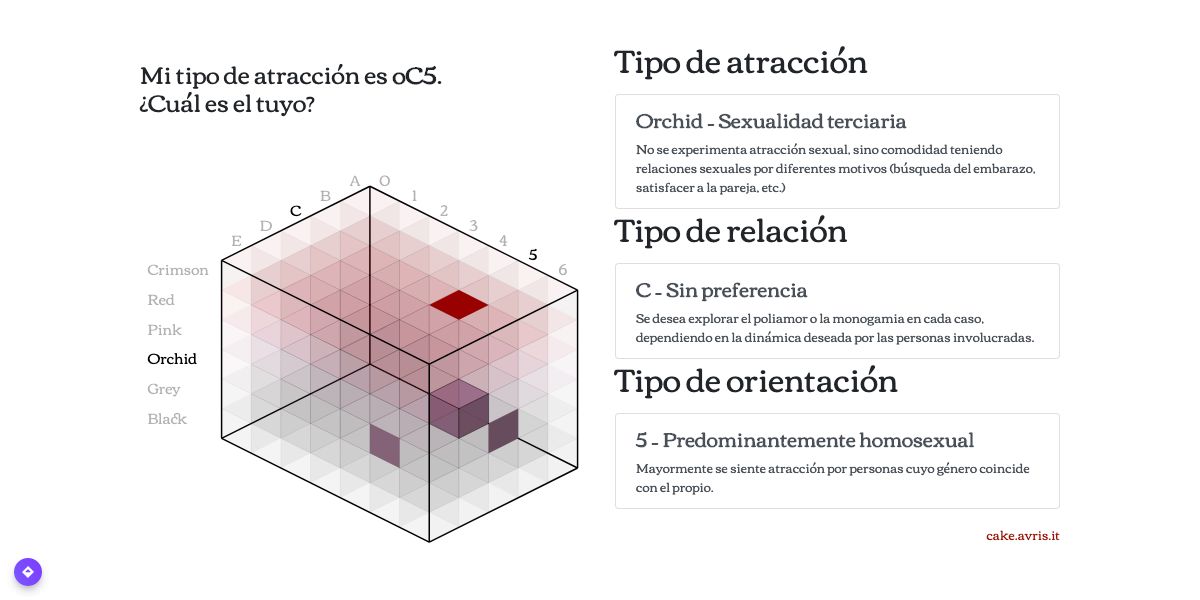 Mi tipo de atracción es oC5.
¿Cuál es el tuyo?
A
B
C
D
E
0
1
2
3
4
5
6
Crimson
Red
Pink
Orchid
Grey
Black
Tipo de atracción
Orchid - Sexualidad terciaria
No se experimenta atracción sexual, sino comodidad teniendo
relaciones sexuales por diferentes motivos (búsqueda del embarazo,
satisfacer a la pareja, etc.)
Tipo de relación
C - Sin preferencia
Se desea explorar el poliamor o la monogamia en cada caso,
dependiendo en la dinámica deseada por las personas involucradas.
Tipo de orientación
5 - Predominantemente homosexual
Mayormente se siente atracción por personas cuyo género coincide
con el propio.
cake.avris.it